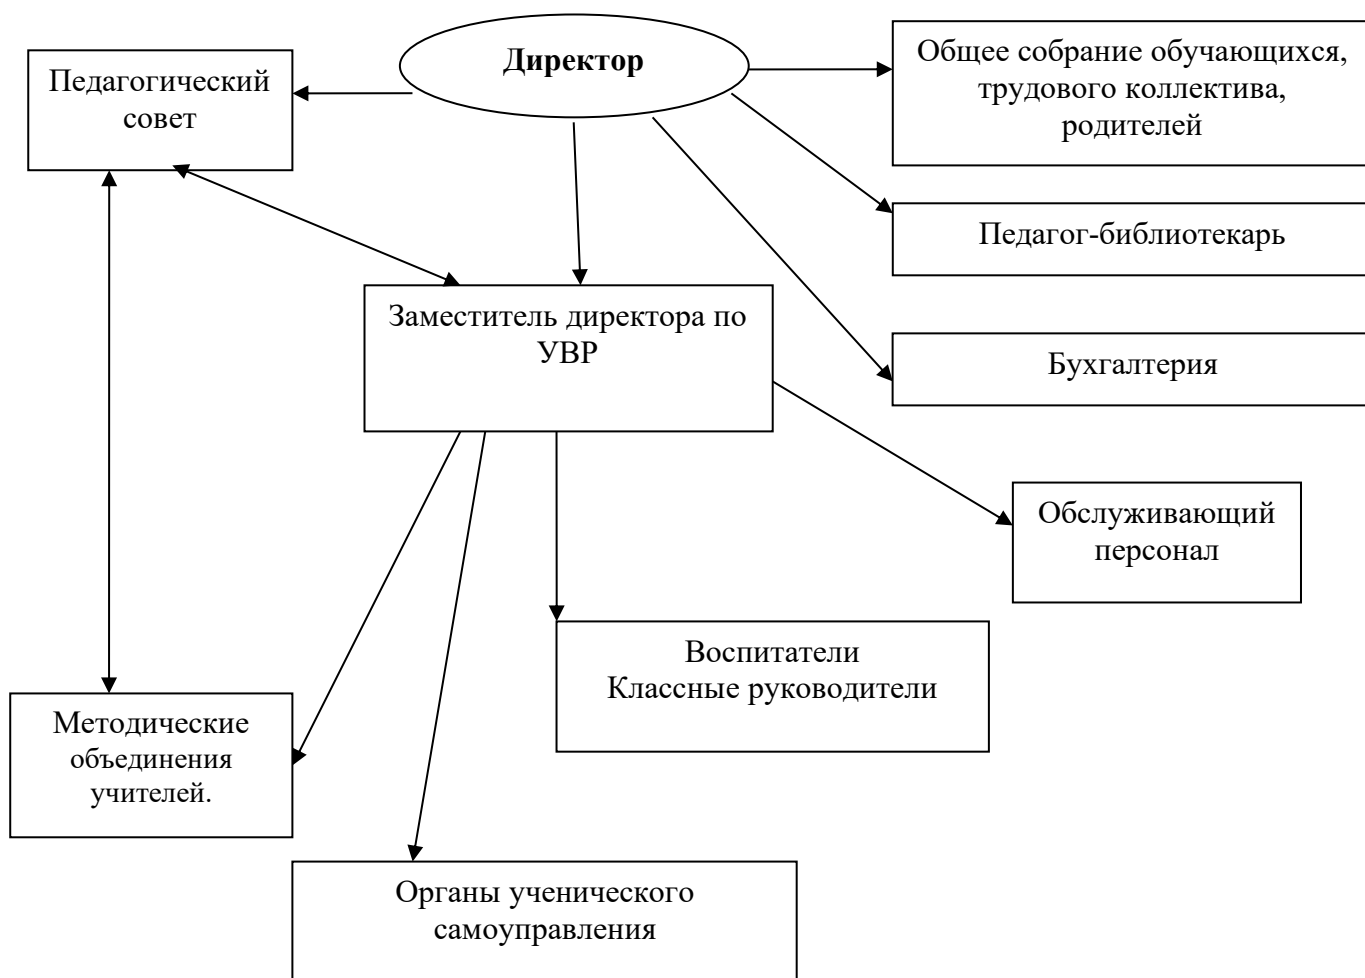 Директор
Педагогический
совет
Общее собрание обучающихся,
трудового коллектива,
родителей
Педагог-библиотекарь
Заместитель директора по
УВР
Бухгалтерия
Обслуживающий
персонал
Воспитатели
Классные руководители
Методические
объединения
учителей.
Органы ученического
самоуправления